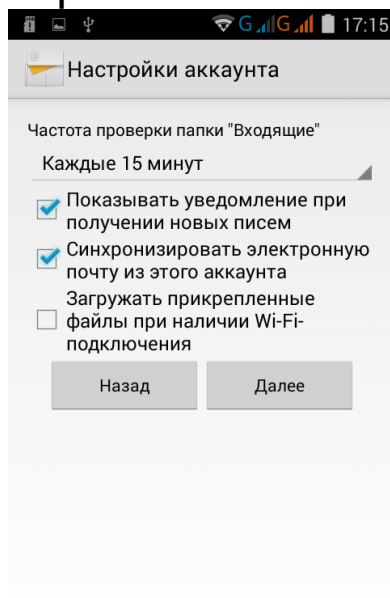 G G 17:15
Настройки аккаунта
Частота проверки папки "Входящие"
Каждые 15 минут
Показывать уведомление при
получении новых писем
Синхронизировать электронную
почту из этого аккаунта
Загружать прикрепленные
файлы при наличии Wi-Fi-
подключения
Назад Далее